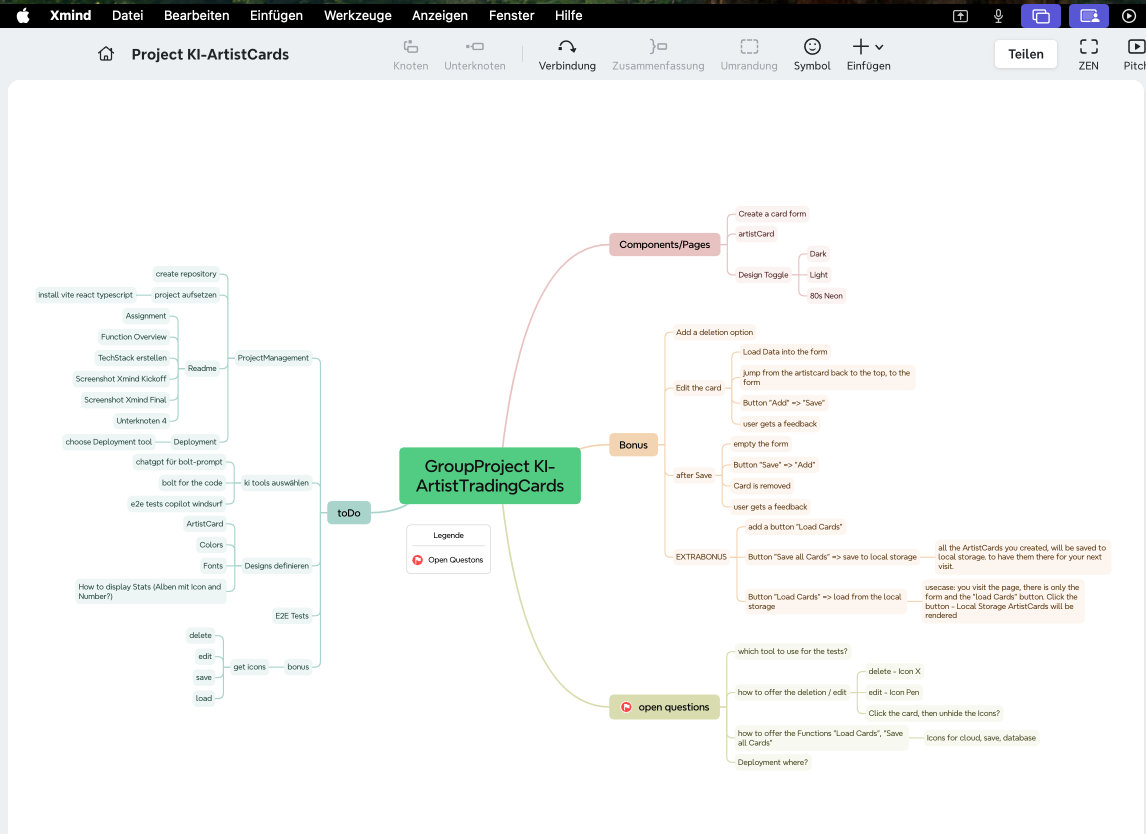 Xmind Datei Bearbeiten Einfügen Werkzeuge Anzeigen Fenster Hilfe
Project KI-ArtistCards
Knoten Unterknoten Verbindung Zusammenfassung Umrandung Symbol Einfügen Teilen ZEN Pitch
create repository
install vite react typescript
project aufsetzen
Assignment
Function Overview
TechStack erstellen
Screenshot Xmind Kickoff
Screenshot Xmind Final
Unterknoten 4
Readme
ProjectManagement
choose Deployment tool
Deployment
chatgpt für bolt-prompt
bolt for the code
e2e tests copilot windsurf
ki tools auswählen
ArtistCard
Colors
Fonts
How to display Stats (Alben mit Icon and
Number?)
Designs definieren
E2E Tests
delete
edit
save
load
get icons
bonus
toDo
GroupProject KI-
ArtistTradingCards
Legende
Open Questons
Components/Pages
Create a card form
artistCard
Design Toggle
Dark
Light
80s Neon
Bonus
Add a deletion option
Edit the card
Load Data into the form
jump from the artistcard back to the top, to the
form
Button "Add" => "Save"
user gets a feedback
after Save
empty the form
Button "Save" => "Add"
Card is removed
user gets a feedback
EXTRABONUS
add a button "Load Cards"
Button "Save all Cards" => save to local storage
all the ArtistCards you created, will be saved to
local storage. to have them there for your next
visit.
Button "Load Cards" => load from the local
storage
usecase: you visit the page, there is only the
form and the "load Cards" button. Click the
button - Local Storage ArtistCards will be
rendered
open questions
which tool to use for the tests?
how to offer the deletion / edit
delete - Icon X
edit - Icon Pen
Click the card, then unhide the Icons?
how to offer the Functions "Load Cards", "Save
all Cards"
Icons for cloud, save, database
Deployment where?